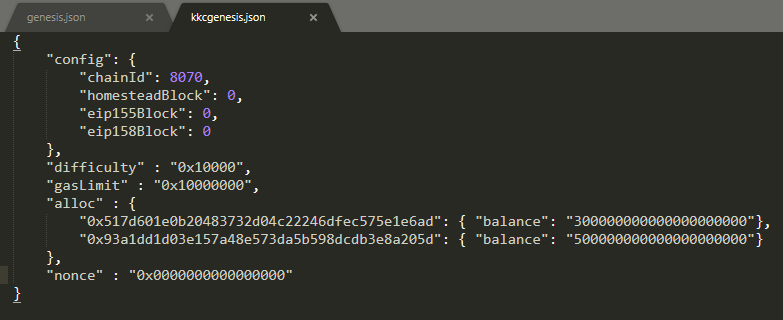 genesis.json × kkcgenesis.json ×
{
    "config": {
        "chainId": 8070,
        "homesteadBlock": 0,
        "eip155Block": 0,
        "eip158Block": 0
    },
    "difficulty" : "0x10000",
    "gasLimit" : "0x10000000",
    "alloc" : {
        "0x517d601e0b20483732d04c22246dfec575e1e6ad": { "balance": "300000000000000000000"},
        "0x93a1dd1d03e157a48e573da5b598dcdb3e8a205d": { "balance": "500000000000000000000"}
    },
    "nonce" : "0x0000000000000000"
}